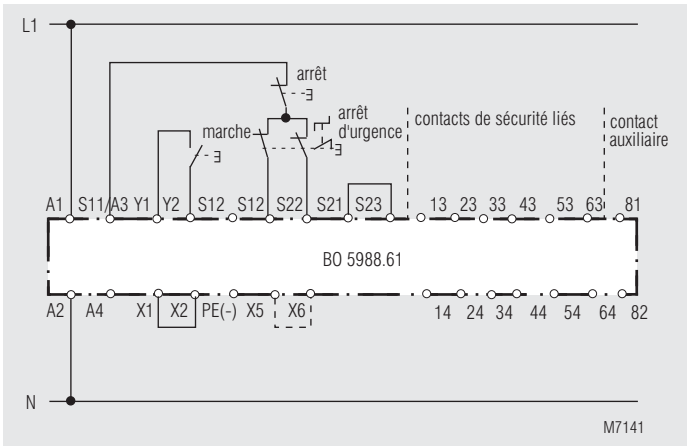 L1
arrêt
marche
arrêt
d'urgence
contacts de sécurité liés
contact
auxiliaire
A1 S11/A3 Y1 Y2 S12 S12 S22 S21 S23 13 23 33 43 53 63 81
BO 5988.61
A2 A4 X1 X2 PE(-) X5 X6 14 24 34 44 54 64 82
N
M7141